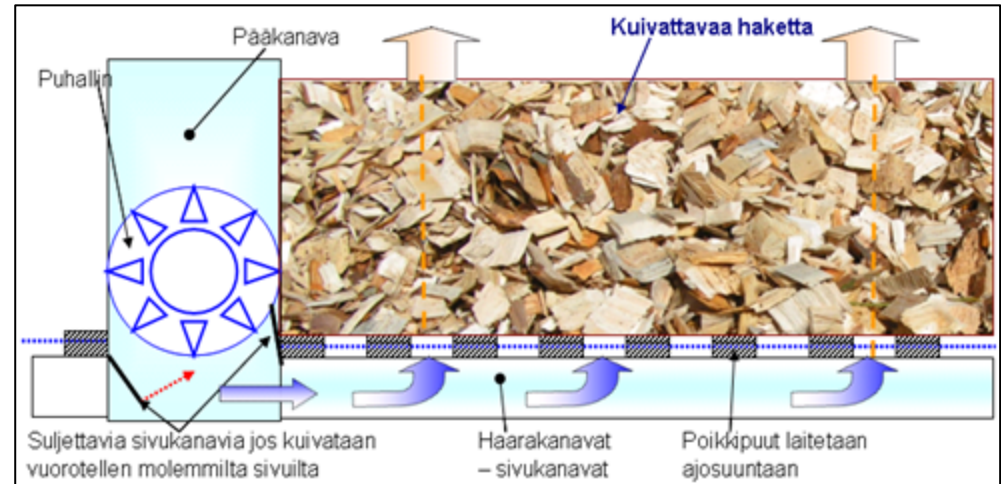 Pääkanava
Kuivattavaa haketta
Puhallin
Suljettavia sivukanavia jos kuivataan
vuorotellen molemmilta sivuilta
Haarakanavat
– sivukanavat
Poikkipuut laitetaan
ajosuuntaan